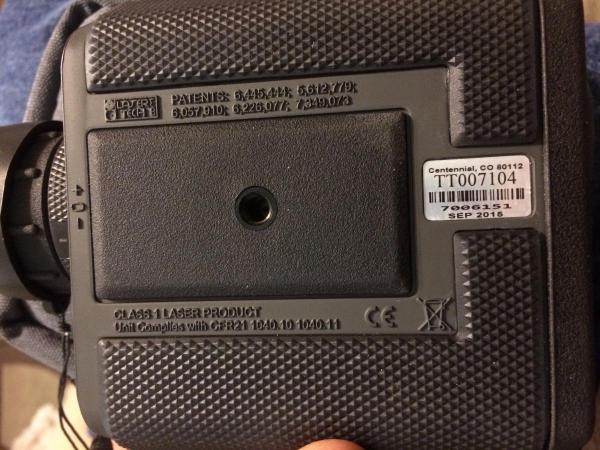 LASER
TECH
PATENTS: 6,445,444; 5,612,779;
6,057,910; 6,226,077; 7,349,073
Centennial, CO 80112
TT007104
7006151
SEP 2015
CLASS 1 LASER PRODUCT
Unit Complies with CFR21 1040.10 1040.11
CE
- 0 4